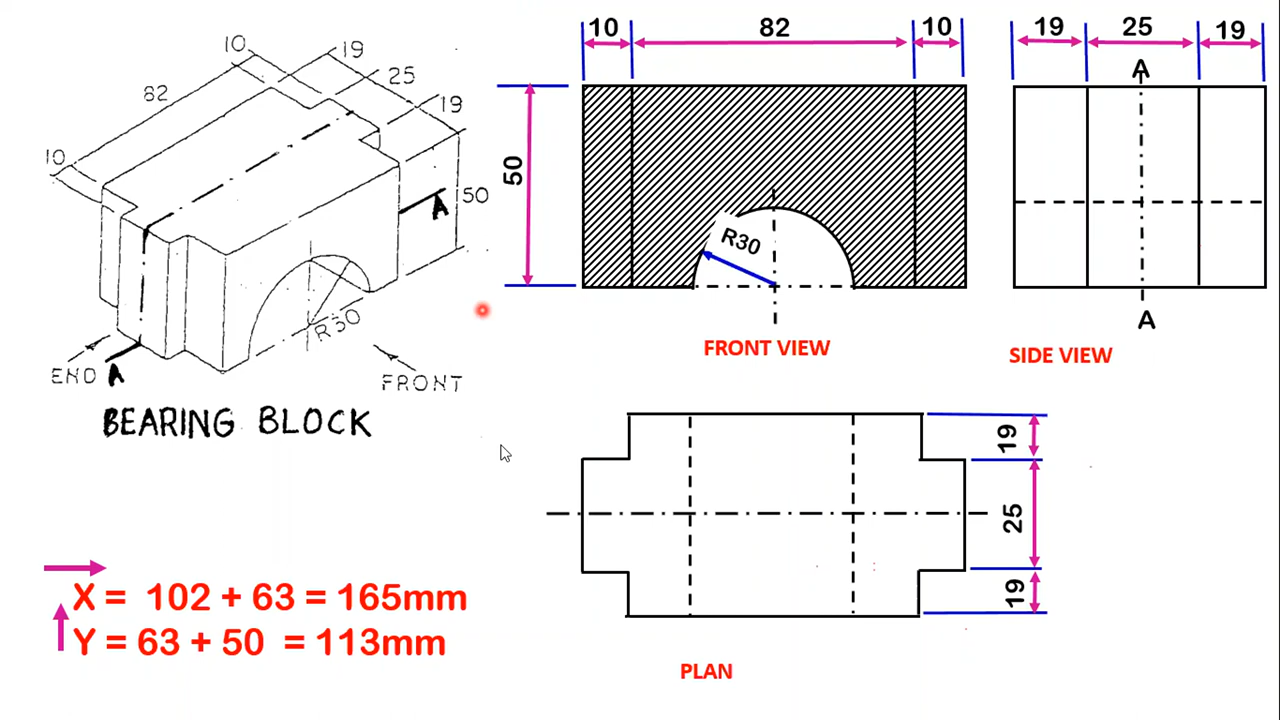 10
19
82
25
19
10
50
A
R30
END A
FRONT
BEARING BLOCK
10 82 10
50
R30
FRONT VIEW
19 25 19
A
A
SIDE VIEW
19
25
19
PLAN
X = 102 + 63 = 165mm
Y = 63 + 50 = 113mm